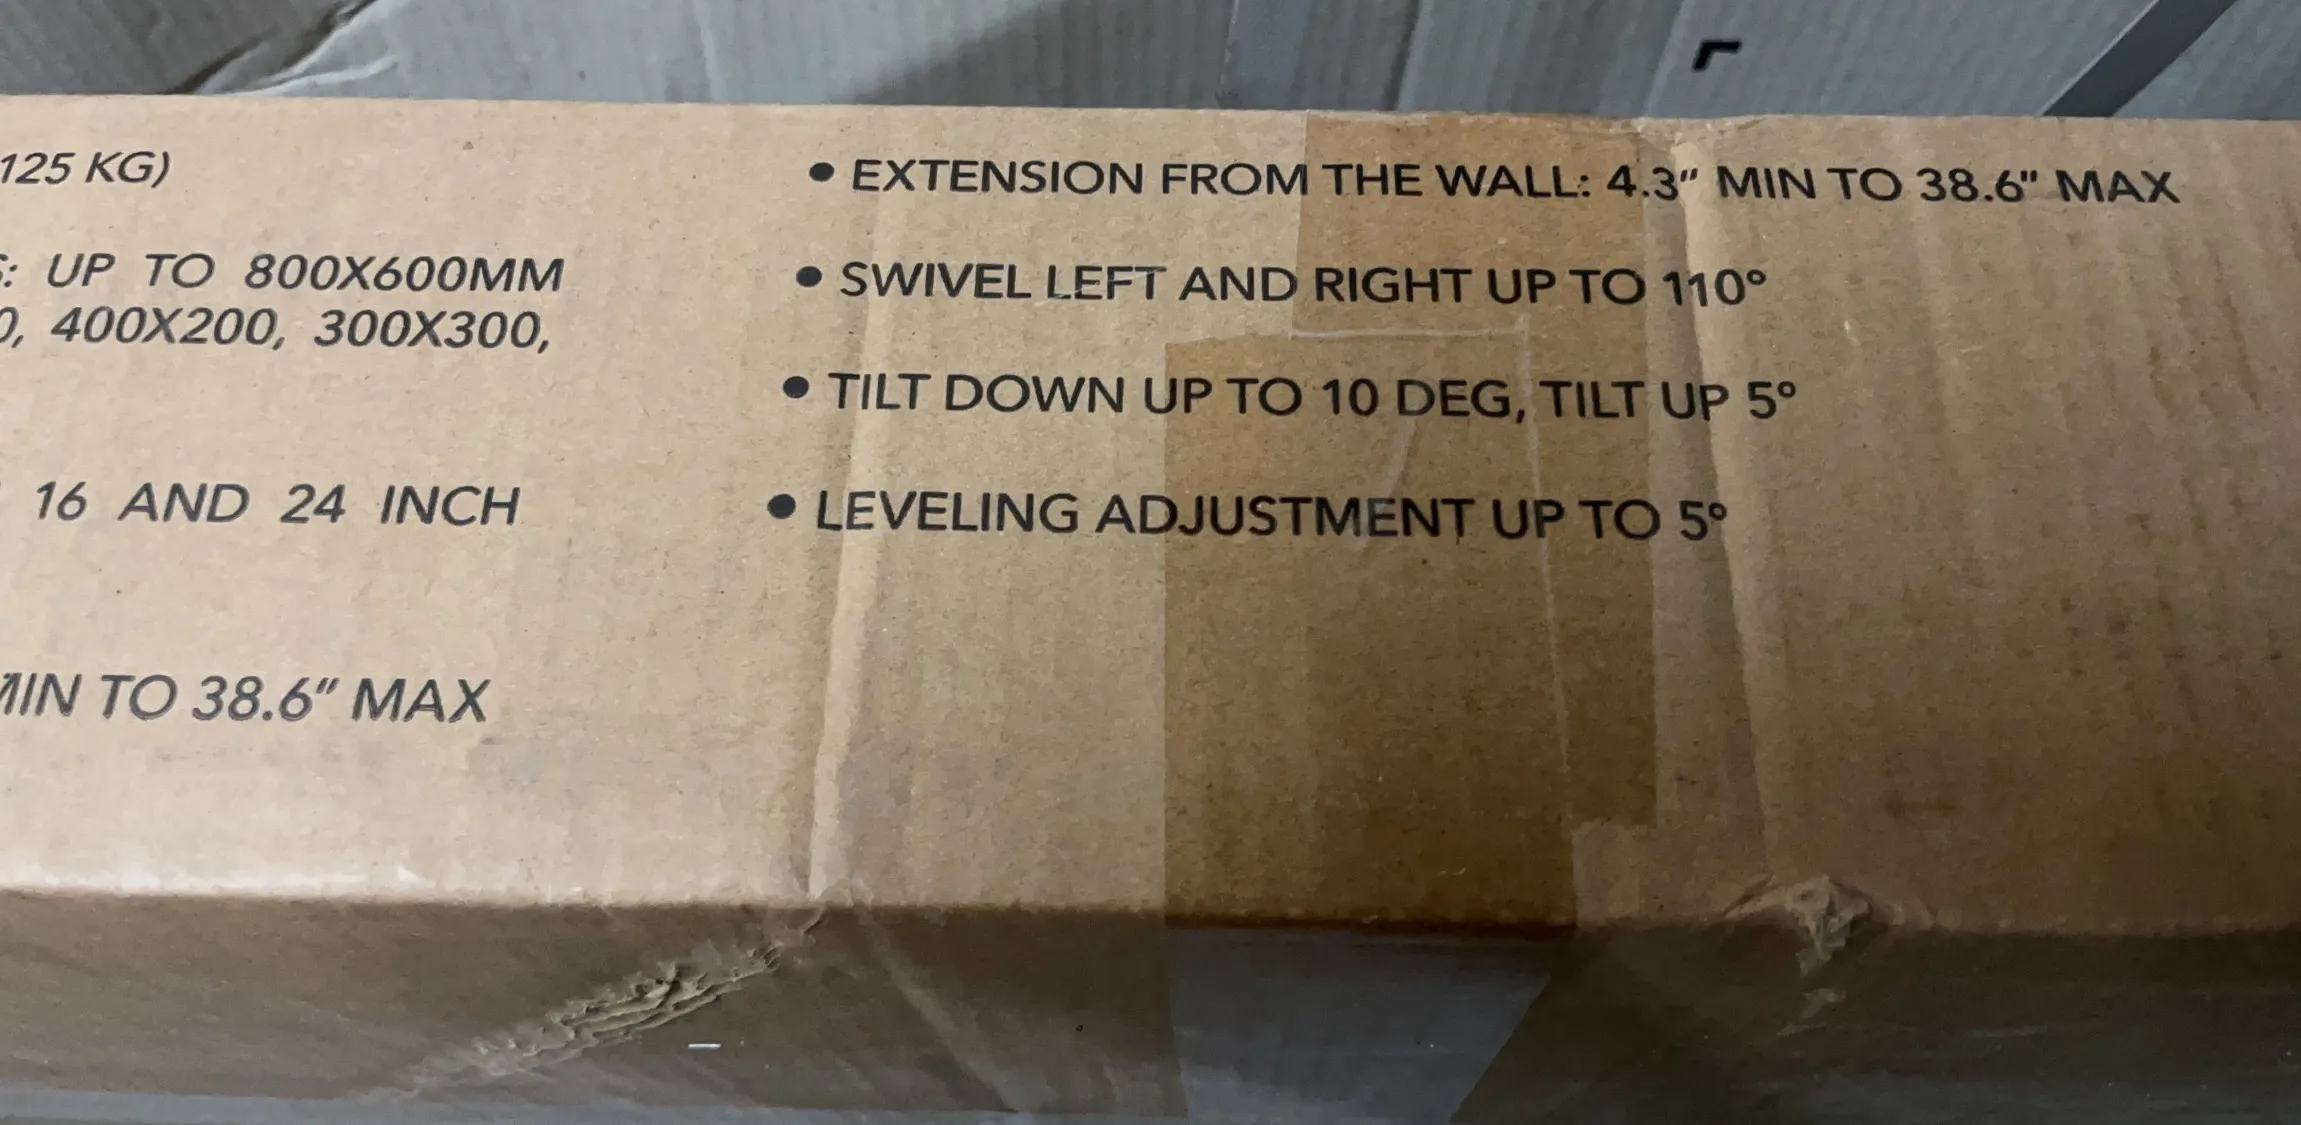 125 KG)
: UP TO 800X600MM
0, 400X200, 300X300,
16 AND 24 INCH
MIN TO 38.6" MAX
• EXTENSION FROM THE WALL: 4.3" MIN TO 38.6" MAX
• SWIVEL LEFT AND RIGHT UP TO 110°
• TILT DOWN UP TO 10 DEG, TILT UP 5°
• LEVELING ADJUSTMENT UP TO 5°